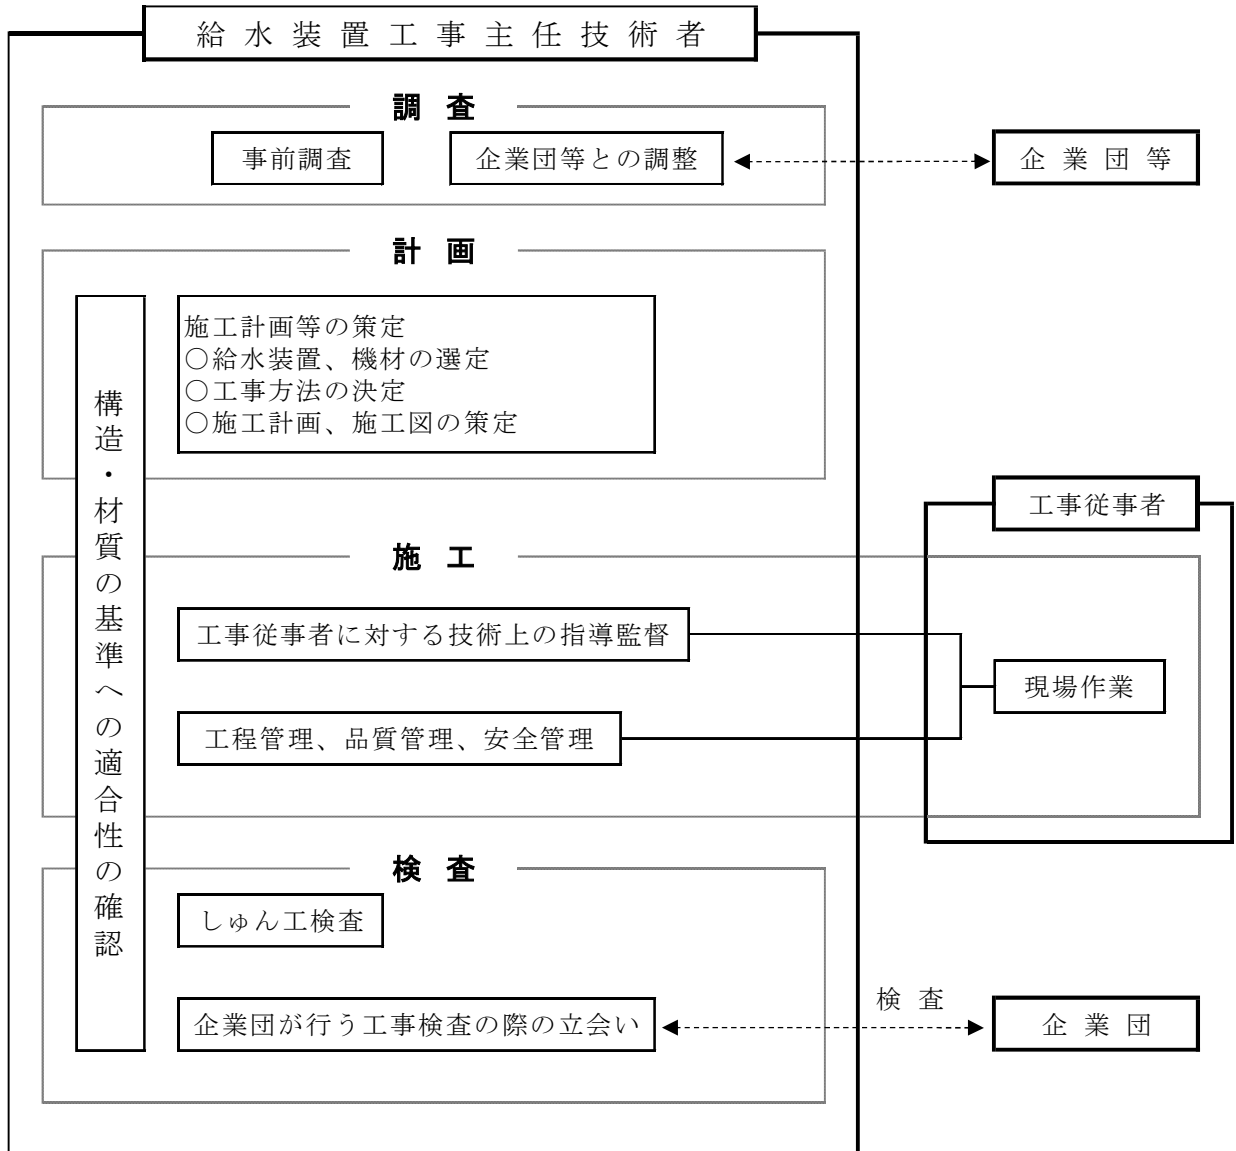 給水装置工事主任技術者
調査
事前調査
企業団等との調整
企業団等
計画
構造・材質の基準への適合性の確認
施工計画等の策定
○給水装置、機材の選定
○工事方法の決定
○施工計画、施工図の策定
工事従事者
施工
工事従事者に対する技術上の指導監督
現場作業
工程管理、品質管理、安全管理
検査
しゅん工検査
企業団が行う工事検査の際の立会い
検査
企業団